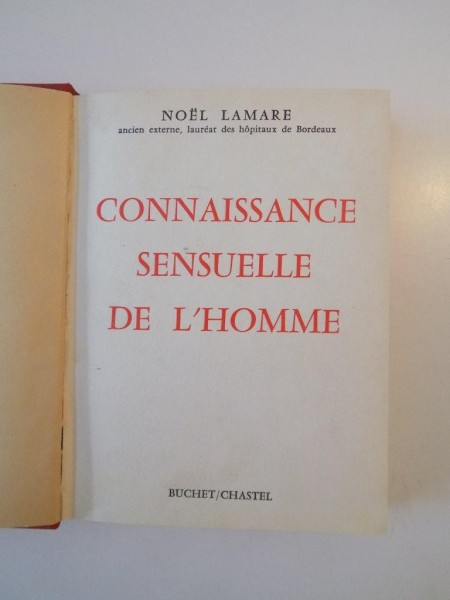 NOËL LAMARE
ancien externe, lauréat des hôpitaux de Bordeaux
CONNAISSANCE
SENSUELLE
DE L'HOMME
BUCHET/CHASTEL